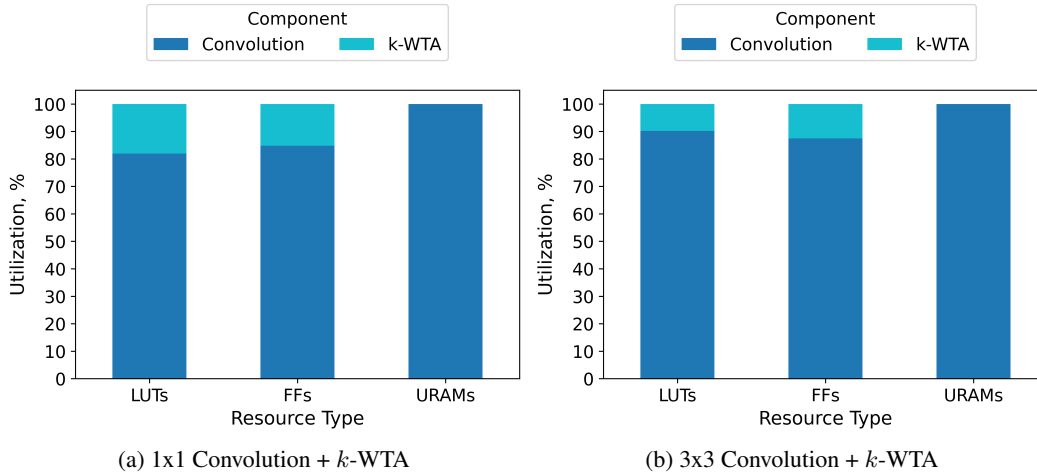 Component
Convolution k-WTA
Utilization, %
100
90
80
70
60
50
40
30
20
10
0
LUTs FFs URAMs
Resource Type
(a) 1x1 Convolution + k-WTA
Component
Convolution k-WTA
Utilization, %
100
90
80
70
60
50
40
30
20
10
0
LUTs FFs URAMs
Resource Type
(b) 3x3 Convolution + k-WTA